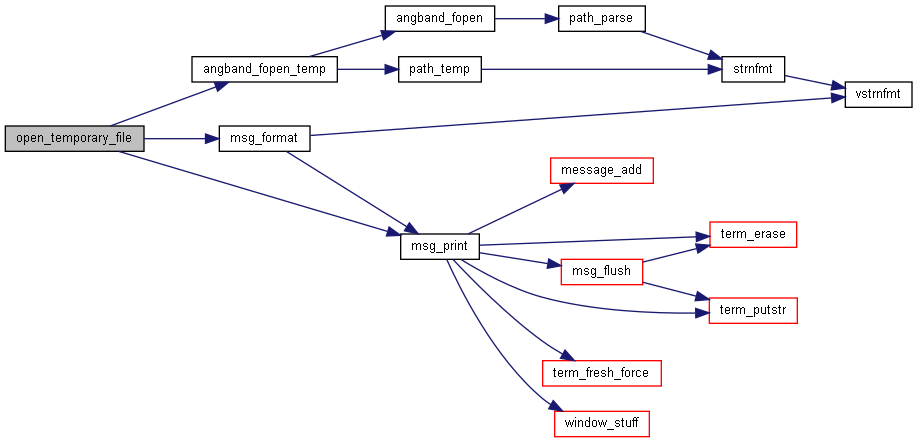 angband_fopen
path_parse
angband_fopen_temp
path_temp
strnfmt
vstrnfmt
open_temporary_file
msg_format
message_add
term_erase
msg_print
msg_flush
term_putstr
term_fresh_force
window_stuff